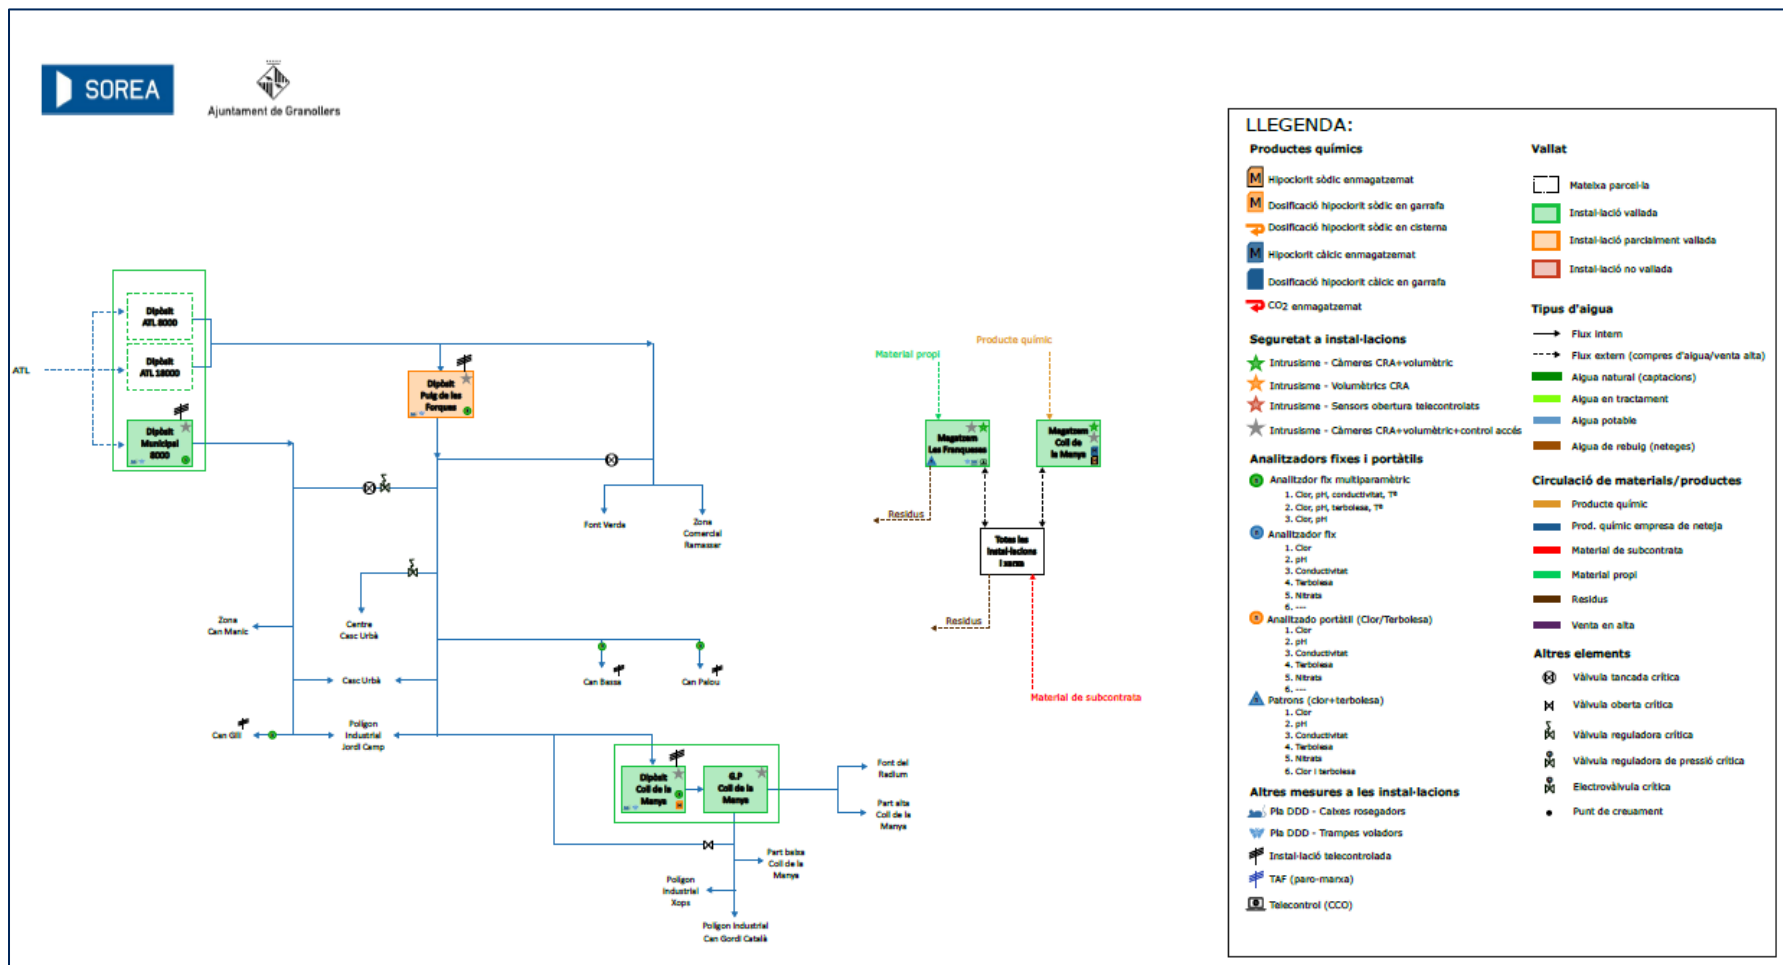 SOREA
Ajuntament de Granollers
ATL
Dipòsit
ATL 8000
Dipòsit
ATL 18000
Dipòsit
Municipal
8000
Dipòsit
Puig de les
Forques
Font Verda
Zona
Comercial
Ramassar
Centre
Casc Urbà
Zona
Can Manic
Casc Urbà
Can Gili
Polígon
Industrial
Jordi Camp
Can Bassa
Can Palou
Dipòsit
Coll de la
Manya
G.P
Coll de la
Manya
Font del
Radium
Part alta
Coll de la
Manya
Part baixa
Coll de la
Manya
Polígon
Industrial
Xops
Polígon Industrial
Can Gordi Català
Material propi
Producte químic
Magatzem
Les Franqueses
Magatzem
Coll de
la Manya
Residus
Totes les
instal·lacions
i xarxa
Residus
Material de subcontrata
LLEGENDA:
Productes químics
M Hipoclorit sòdic enmagatzemat
M Dosificació hipoclorit sòdic en garrafa
Dosificació hipoclorit sòdic en cisterna
M Hipoclorit càlcic enmagatzemat
Dosificació hipoclorit càlcic en garrafa
CO2 enmagatzemat
Seguretat a instal·lacions
Intrusisme - Càmeres CRA+volumètric
Intrusisme - Volumètrics CRA
Intrusisme - Sensors obertura telecontrolats
Intrusisme - Càmeres CRA+volumètric+control accés
Analitzadors fixes i portàtils
Analitzdor fix multiparamètric
1. Clor, pH, conductivitat, Tª
2. Clor, pH, terbolesa, Tª
3. Clor, pH
Analitzador fix
1. Clor
2. pH
3. Conductivitat
4. Terbolesa
5. Nitrats
6. ---
Analitzado portàtil (Clor/Terbolesa)
1. Clor
2. pH
3. Conductivitat
4. Terbolesa
5. Nitrats
6. ---
Patrons (clor+terbolesa)
1. Clor
2. pH
3. Conductivitat
4. Terbolesa
5. Nitrats
6. Clor i terbolesa
Altres mesures a les instal·lacions
Pla DDD - Caixes rosegadors
Pla DDD - Trampes voladors
Instal·lació telecontrolada
TAF (paro-marxa)
Telecontrol (CCO)
Vallat
Mateixa parcel·la
Instal·lació vallada
Instal·lació parcialment vallada
Instal·lació no vallada
Tipus d'aigua
Flux intern
Flux extern (compres d'aigua/venta alta)
Aigua natural (captacions)
Aigua en tractament
Aigua potable
Aigua de rebuig (neteges)
Circulació de materials/productes
Producte químic
Prod. químic empresa de neteja
Material de subcontrata
Material propi
Residus
Venta en alta
Altres elements
Vàlvula tancada crítica
Vàlvula oberta crítica
Vàlvula reguladora crítica
Vàlvula reguladora de pressió crítica
Electrovàlvula crítica
Punt de creuament